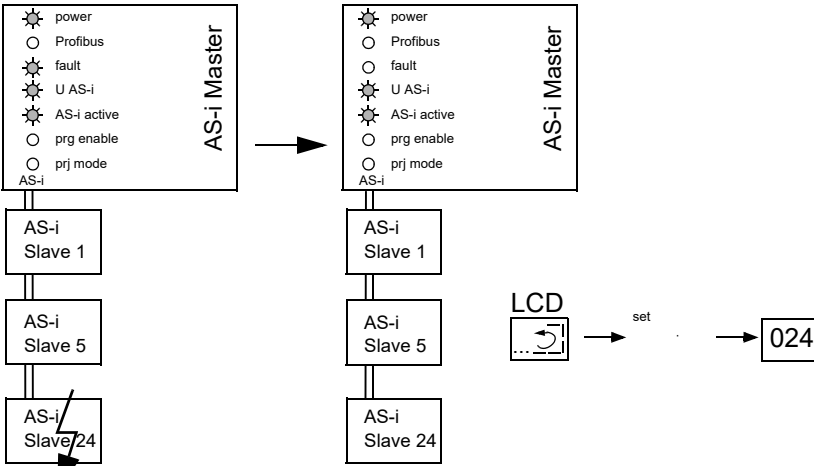 power
Profibus
fault
U AS-i
AS-i active
prg enable
prj mode
AS-i
AS-i Master
AS-i
Slave 1
AS-i
Slave 5
AS-i
Slave 24
power
Profibus
fault
U AS-i
AS-i active
prg enable
prj mode
AS-i
AS-i Master
AS-i
Slave 1
AS-i
Slave 5
AS-i
Slave 24
LCD
...
set
024